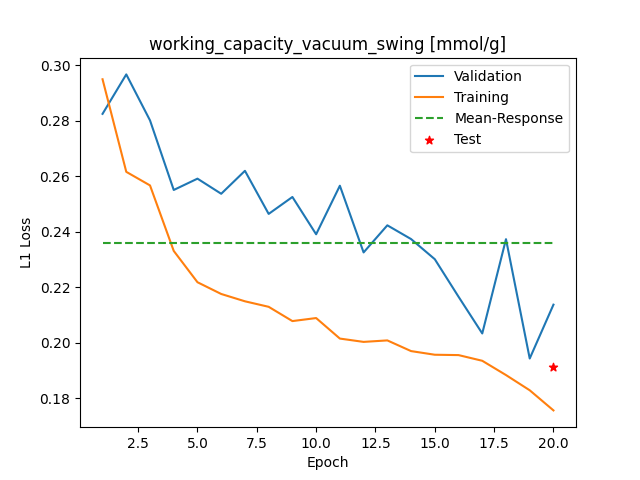 working_capacity_vacuum_swing [mmol/g]
L1 Loss
0.30
0.28
0.26
0.24
0.22
0.20
0.18
Validation
Training
Mean-Response
Test
2.5 5.0 7.5 10.0 12.5 15.0 17.5 20.0
Epoch